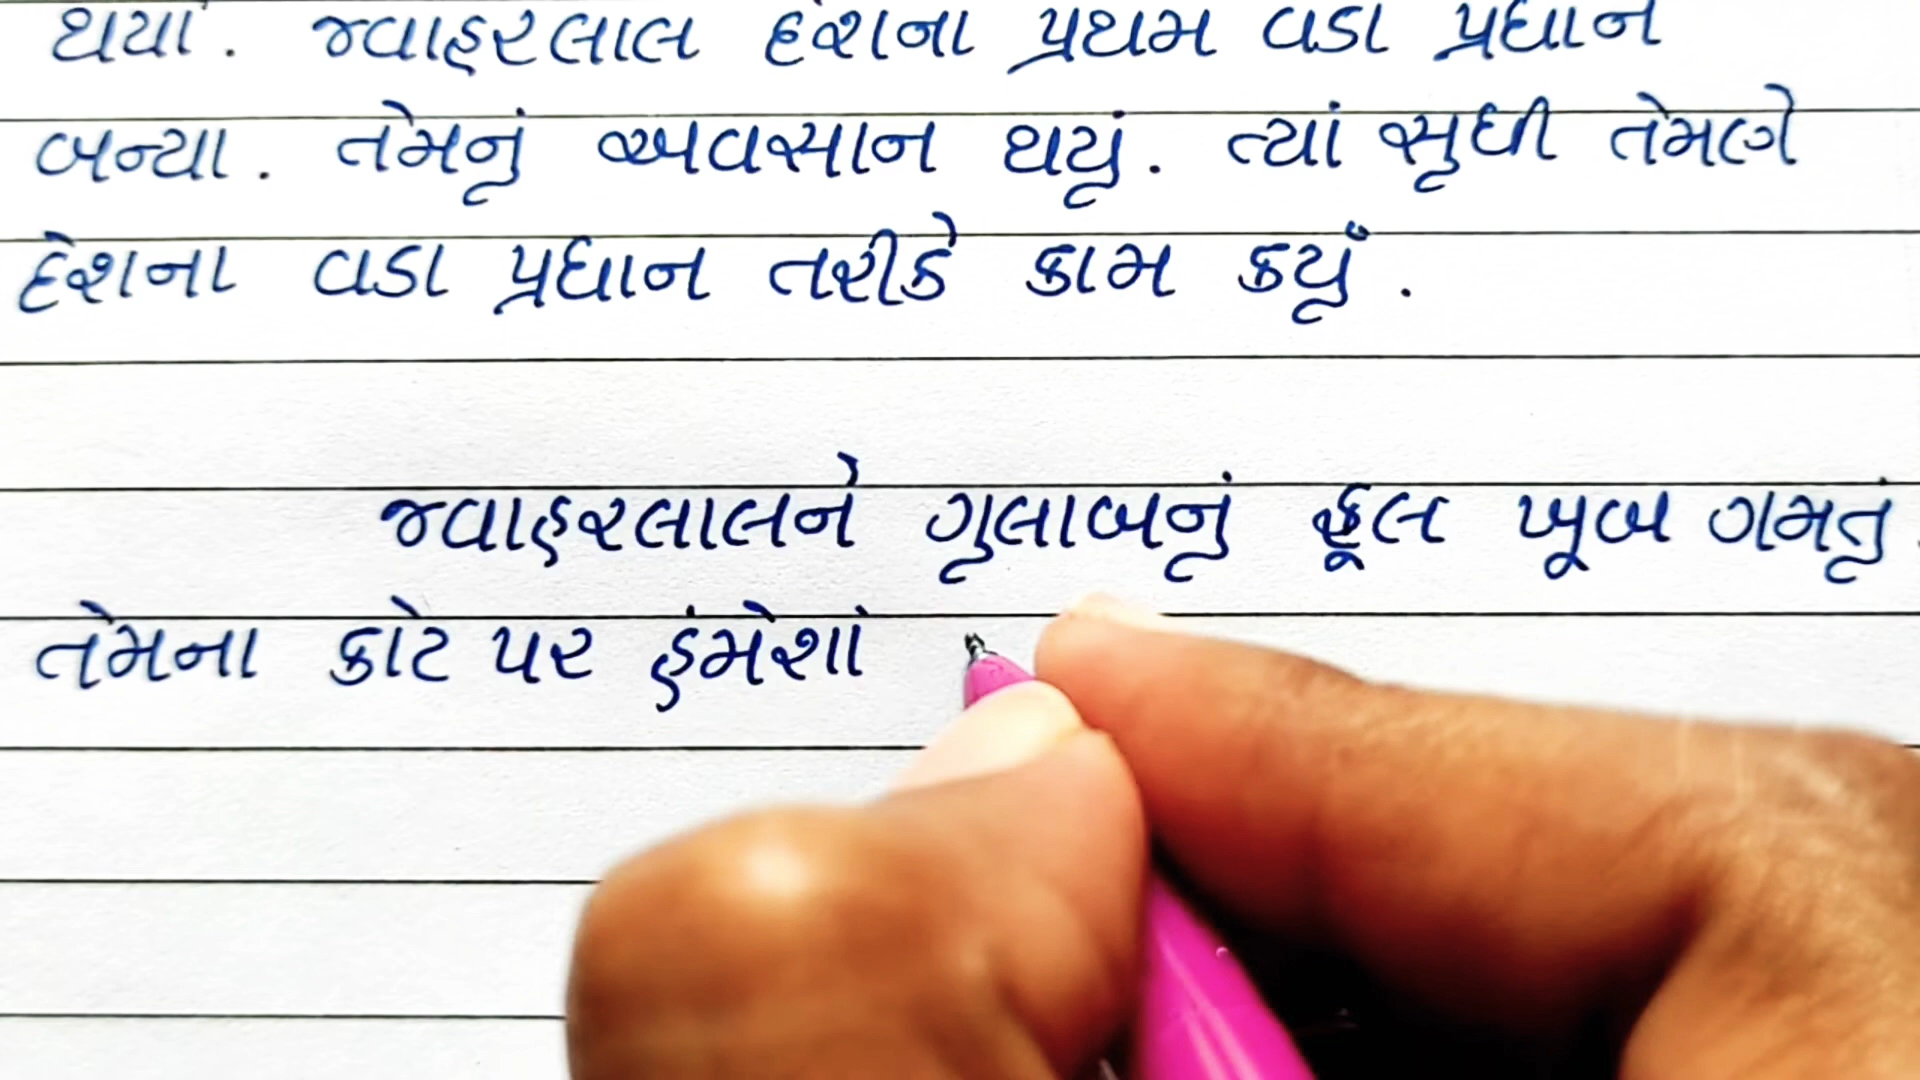 થયા. જવાહરલાલ દેશના પ્રથમ વડા પ્રધાન
બન્યા. તેમનું અવસાન થયું. ત્યાં સુધી તેમણે
દેશના વડા પ્રધાન તરીકે કામ કર્યું.
જવાહરલાલને ગુલાબનું ફૂલ ખૂબ ગમતું.
તેમના કોટ પર હંમેશાં